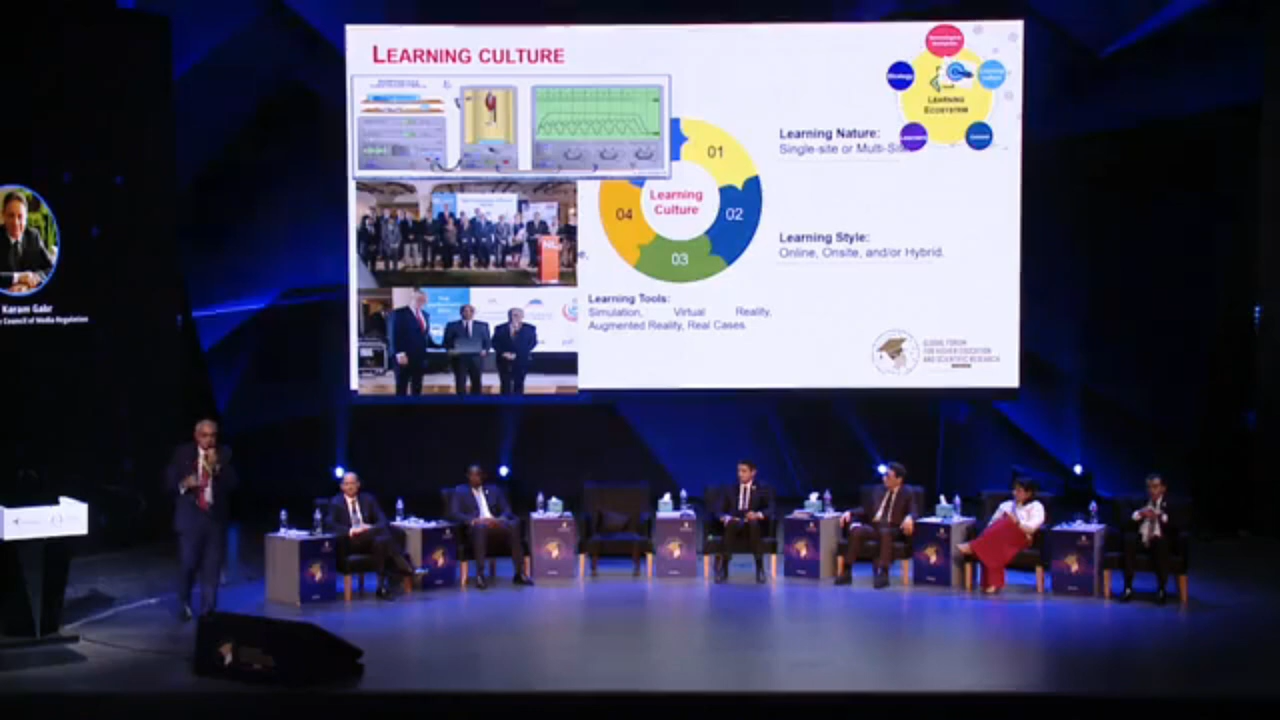 LEARNING CULTURE
LEARNING
ECOSYSTEM
Strategy
01
02
03
04
Learning
Culture
Learning Nature:
Single-site or Multi-Site
Learning Style:
Online, Onsite, and/or Hybrid.
Learning Tools:
Simulation, Virtual Reality,
Augmented Reality, Real Cases.
GLOBAL FORUM
FOR HIGHER EDUCATION
AND SCIENTIFIC RESEARCH
Karam Gabr
Council of Media Regulation